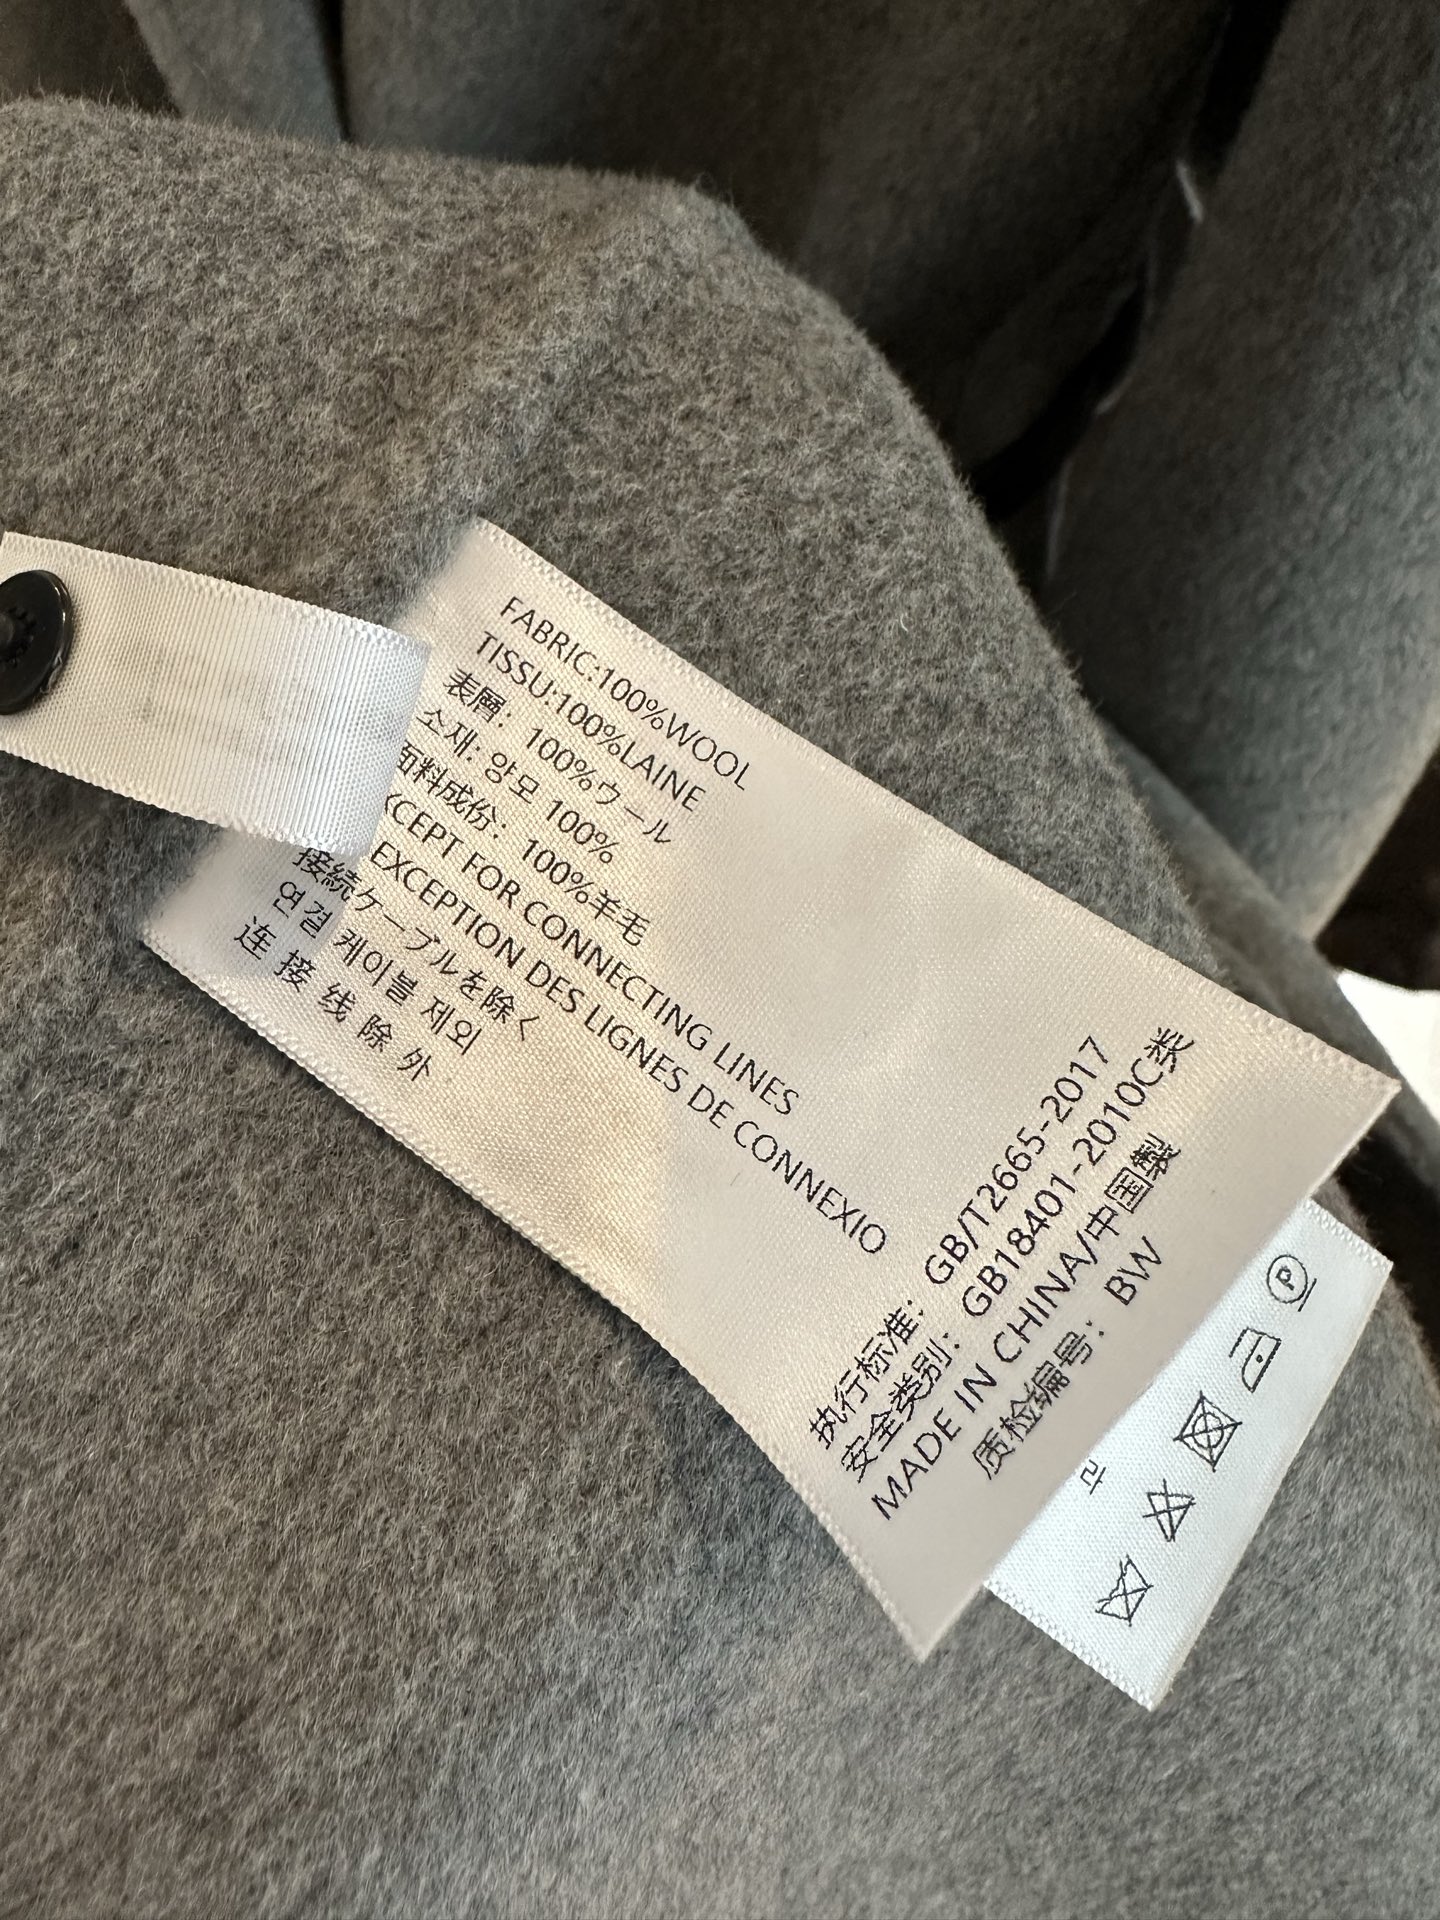 FABRIC:100%WOOL
TISSU:100%LAINE
表層：100%ウール
소재: 양모 100%
面料成份：100%羊毛
XCEPT FOR CONNECTING LINES
EXCEPTION DES LIGNES DE CONNEXIO
接続ケーブルを除く
연결 케이블 제외
连接线除外
执行标准：GB/T2665-2017
安全类别：GB18401-2010C类
MADE IN CHINA/中国製
质检编号：BW
P